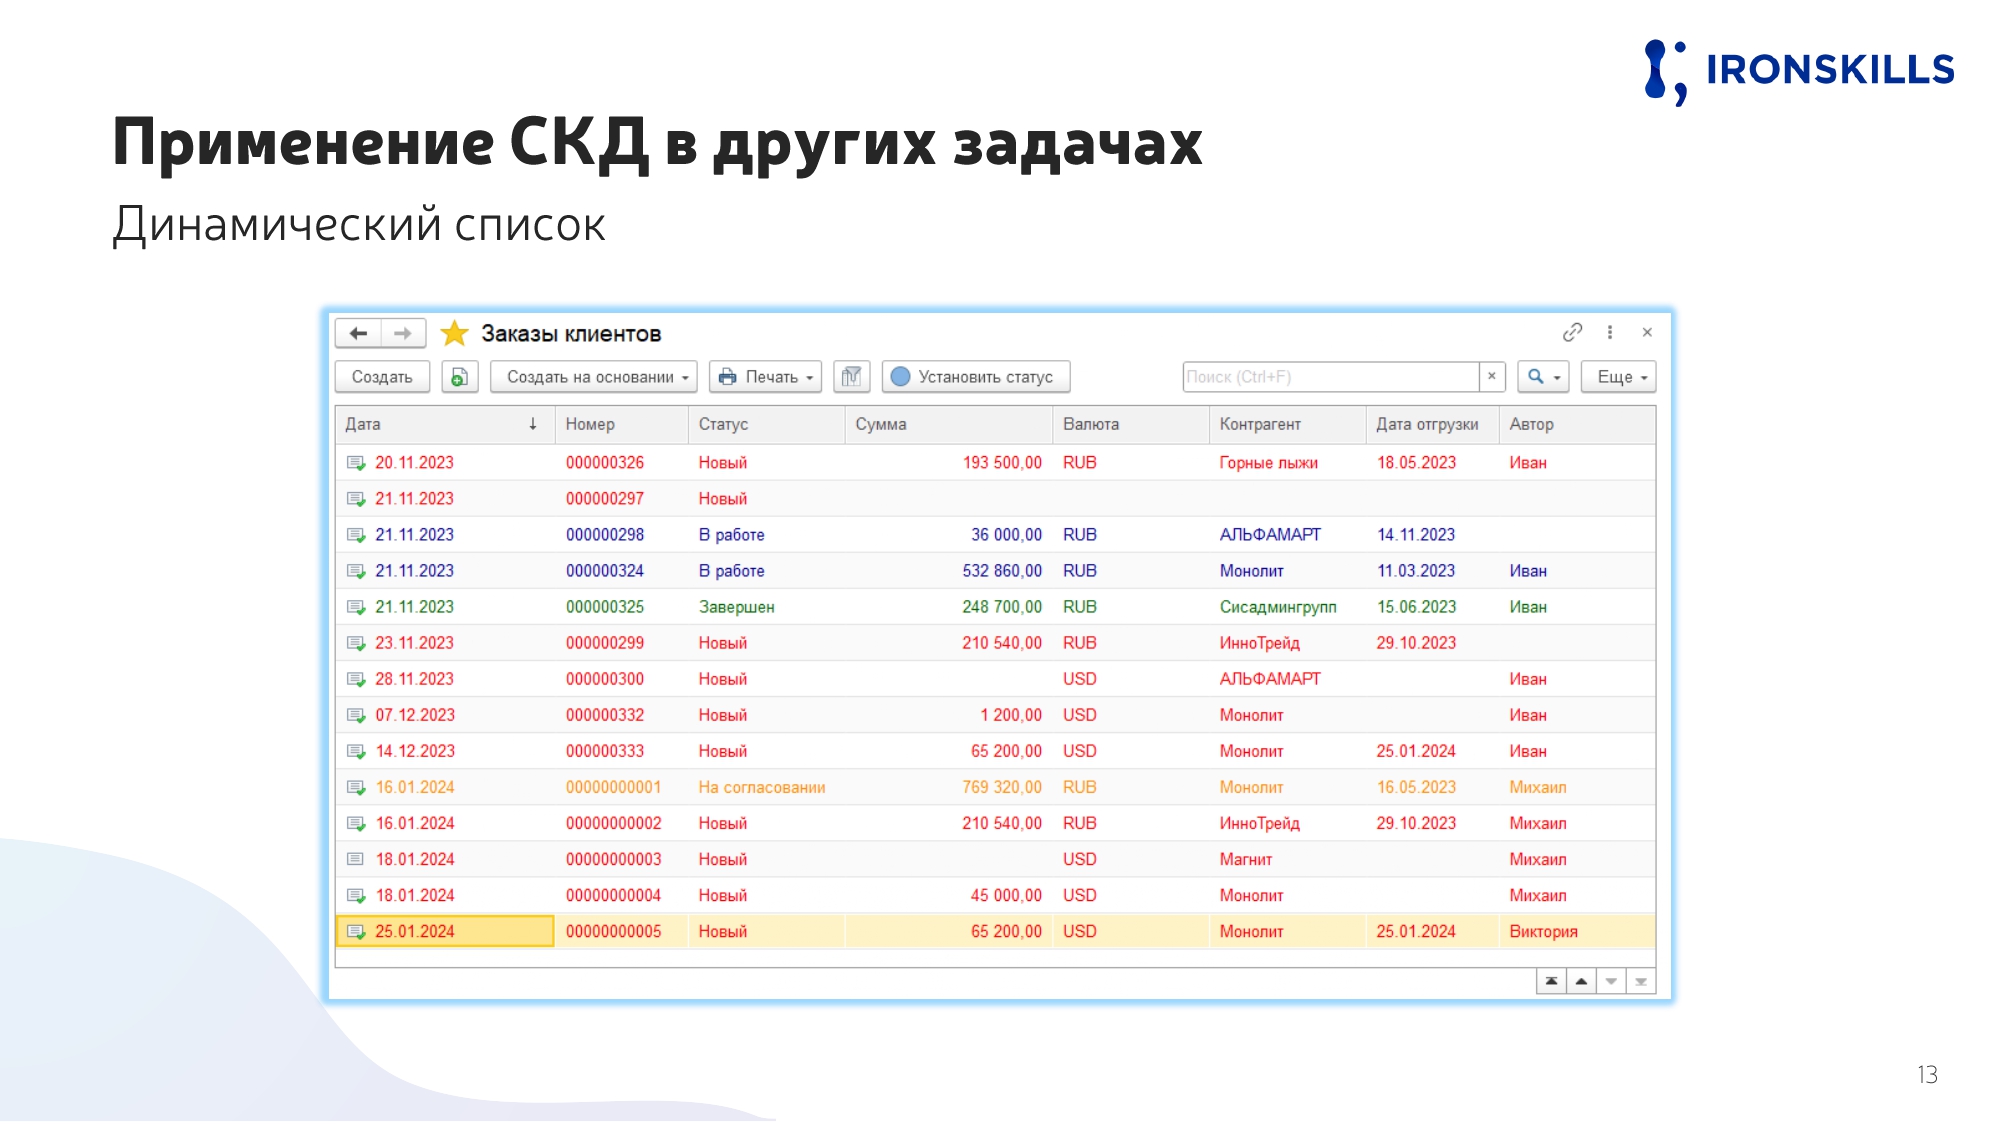 IRONSKILLS
Применение СКД в других задачах
Динамический список
Заказы клиентов
Создать Создать на основании Печать Установить статус Поиск (Ctrl+F) × Еще
Дата ↓ Номер Статус Сумма Валюта Контрагент Дата отгрузки Автор
20.11.2023 000000326 Новый 193 500,00 RUB Горные лыжи 18.05.2023 Иван
21.11.2023 000000297 Новый
21.11.2023 000000298 В работе 36 000,00 RUB АЛЬФАМАРТ 14.11.2023
21.11.2023 000000324 В работе 532 860,00 RUB Монолит 11.03.2023 Иван
21.11.2023 000000325 Завершен 248 700,00 RUB Сисадмингрупп 15.06.2023 Иван
23.11.2023 000000299 Новый 210 540,00 RUB ИнноТрейд 29.10.2023
28.11.2023 000000300 Новый USD АЛЬФАМАРТ Иван
07.12.2023 000000332 Новый 1 200,00 USD Монолит Иван
14.12.2023 000000333 Новый 65 200,00 USD Монолит 25.01.2024 Иван
16.01.2024 00000000001 На согласовании 769 320,00 RUB Монолит 16.05.2023 Михаил
16.01.2024 00000000002 Новый 210 540,00 RUB ИнноТрейд 29.10.2023 Михаил
18.01.2024 00000000003 Новый USD Магнит Михаил
18.01.2024 00000000004 Новый 45 000,00 USD Монолит Михаил
25.01.2024 00000000005 Новый 65 200,00 USD Монолит 25.01.2024 Виктория
13